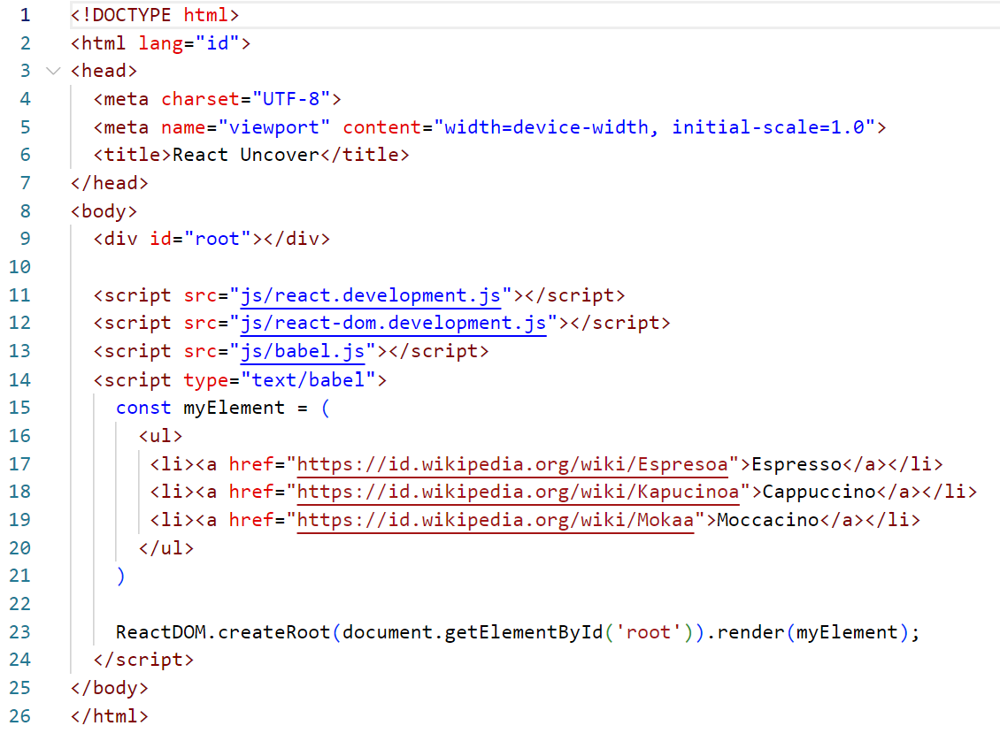 1 <!DOCTYPE html>
2 <html lang="id">
3 <head>
4 <meta charset="UTF-8">
5 <meta name="viewport" content="width=device-width, initial-scale=1.0">
6 <title>React Uncover</title>
7 </head>
8 <body>
9 <div id="root"></div>
10
11 <script src="js/react.development.js"></script>
12 <script src="js/react-dom.development.js"></script>
13 <script src="js/babel.js"></script>
14 <script type="text/babel">
15 const myElement = (
16 <ul>
17 <li><a href="https://id.wikipedia.org/wiki/Espresoa">Espresso</a></li>
18 <li><a href="https://id.wikipedia.org/wiki/Kapucinoa">Cappuccino</a></li>
19 <li><a href="https://id.wikipedia.org/wiki/Mokaa">Moccacino</a></li>
20 </ul>
21 )
22
23 ReactDOM.createRoot(document.getElementById('root')).render(myElement);
24 </script>
25 </body>
26 </html>